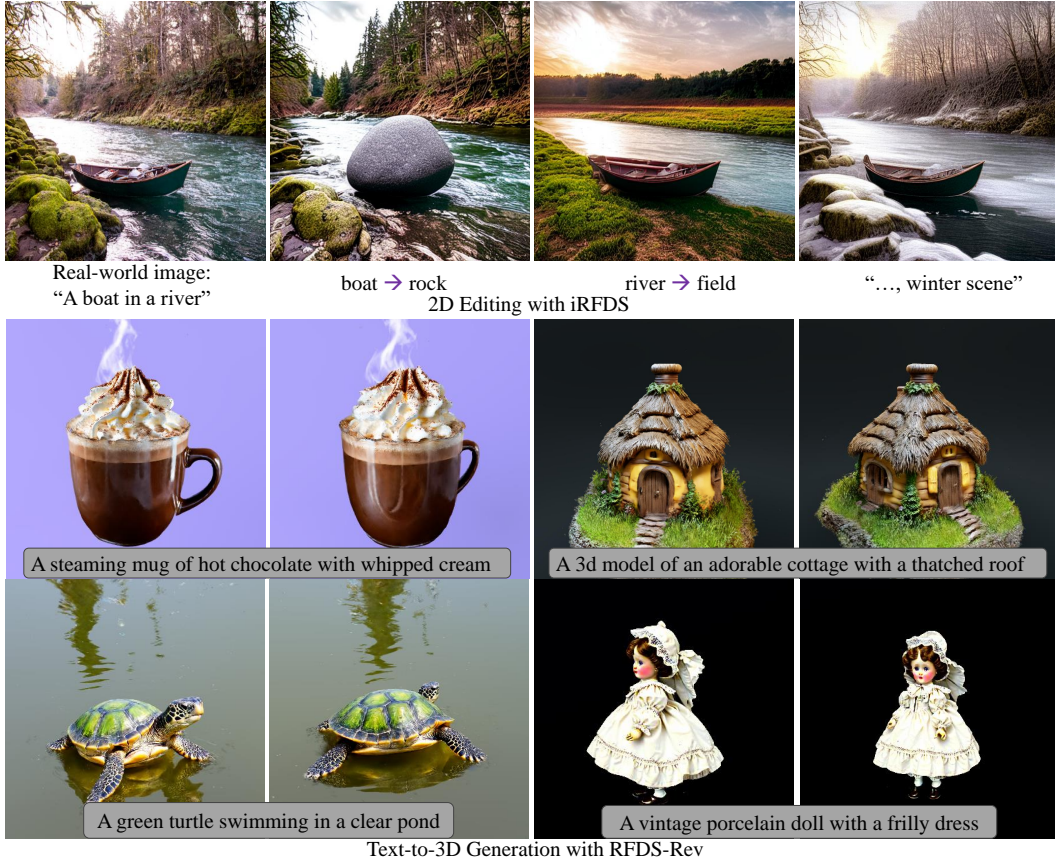 Real-world image:
“A boat in a river”
boat → rock
river → field
“…, winter scene”
2D Editing with iRFDS
A steaming mug of hot chocolate with whipped cream
A 3d model of an adorable cottage with a thatched roof
A green turtle swimming in a clear pond
A vintage porcelain doll with a frilly dress
Text-to-3D Generation with RFDS-Rev